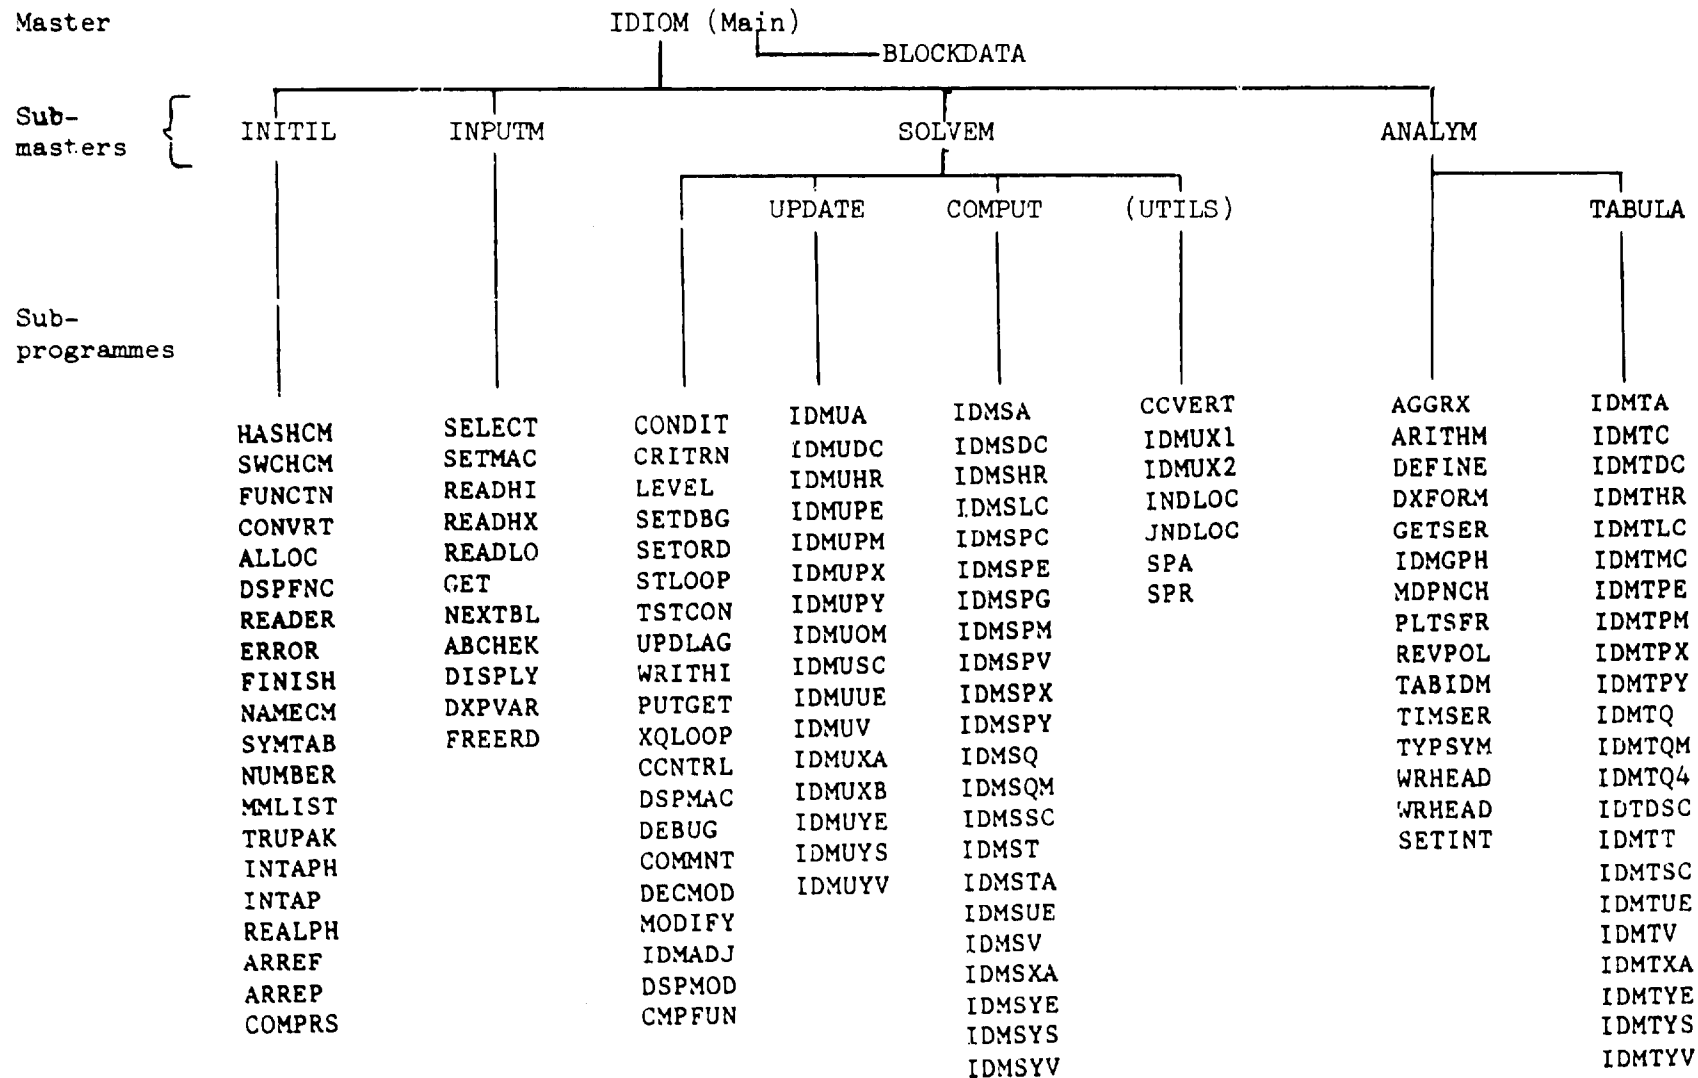 Master
IDIOM (Main)
BLOCKDATA
Sub-
masters
INITIL
INPUTM
SOLVEM
ANALYM
UPDATE
COMPUT
(UTILS)
TABULA
Sub-
programmes
HASHCM
SWCHCM
FUNCTN
CONVRT
ALLOC
DSPFNC
READER
ERROR
FINISH
NAMECM
SYMTAB
NUMBER
MMLIST
TRUPAK
INTAPH
INTAP
REALPH
ARREF
ARREP
COMPRS
SELECT
SETMAC
READHI
READHX
READLO
GET
NEXTBL
ABCHEK
DISPLY
DXPVAR
FREERD
CONDIT
CRITRN
LEVEL
SETDBG
SETORD
STLOOP
TSTCON
UPDLAG
WRITHI
PUTGET
XQLOOP
CCNTRL
DSPMAC
DEBUG
COMMNT
DECMOD
MODIFY
IDMADJ
DSPMOD
CMPFUN
IDMUA
IDMUDC
IDMUHR
IDMUPE
IDMUPM
IDMUPX
IDMUPY
IDMUOM
IDMUSC
IDMUUE
IDMUV
IDMUXA
IDMUXB
IDMUYE
IDMUYS
IDMUYV
IDMSA
IDMSDC
IDMSHR
IDMSLC
IDMSPC
IDMSPE
IDMSPG
IDMSPM
IDMSPV
IDMSPX
IDMSPY
IDMSQ
IDMSQM
IDMSSC
IDMST
IDMSTA
IDMSUE
IDMSV
IDMSXA
IDMSYE
IDMSYS
IDMSYV
CCVERT
IDMUX1
IDMUX2
INDLOC
JNDLOC
SPA
SPR
AGGRX
ARITHM
DEFINE
DXFORM
GETSER
IDMGPH
MDPNCH
PLTSFR
REVPOL
TABIDM
TIMSER
TYPSYM
WRHEAD
WRHEAD
SETINT
IDMTA
IDMTC
IDMTDC
IDMTHR
IDMTLC
IDMTMC
IDMTPE
IDMTPM
IDMTPX
IDMTPY
IDMTQ
IDMTQM
IDMTQ4
IDTDSC
IDMTT
IDMTSC
IDMTUE
IDMTV
IDMTXA
IDMTYE
IDMTYS
IDMTYV